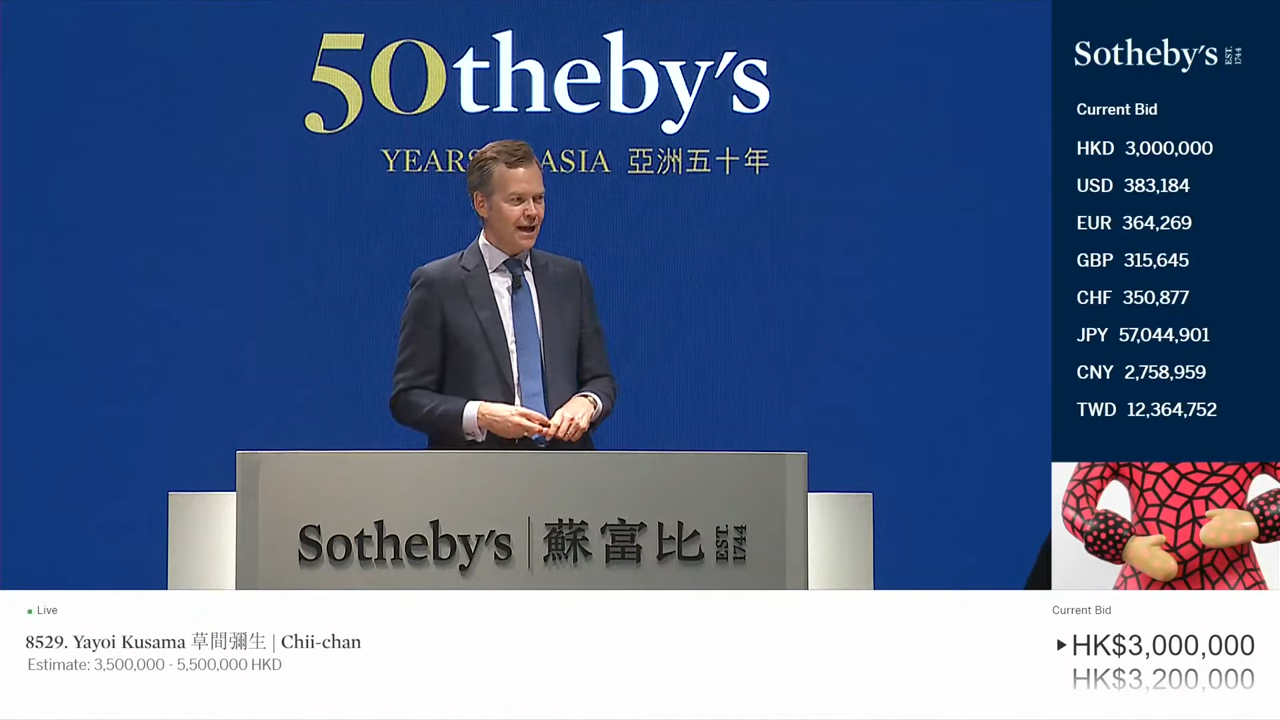 50theby's
YEARS ASIA 亞洲五十年
Sotheby's | 蘇富比 EST. 1744
Sotheby's EST. 1744
Current Bid
HKD 3,000,000
USD 383,184
EUR 364,269
GBP 315,645
CHF 350,877
JPY 57,044,901
CNY 2,758,959
TWD 12,364,752
Live
8529. Yayoi Kusama 草間彌生 | Chii-chan
Estimate: 3,500,000 - 5,500,000 HKD
Current Bid
HK$3,000,000
HK$3,200,000